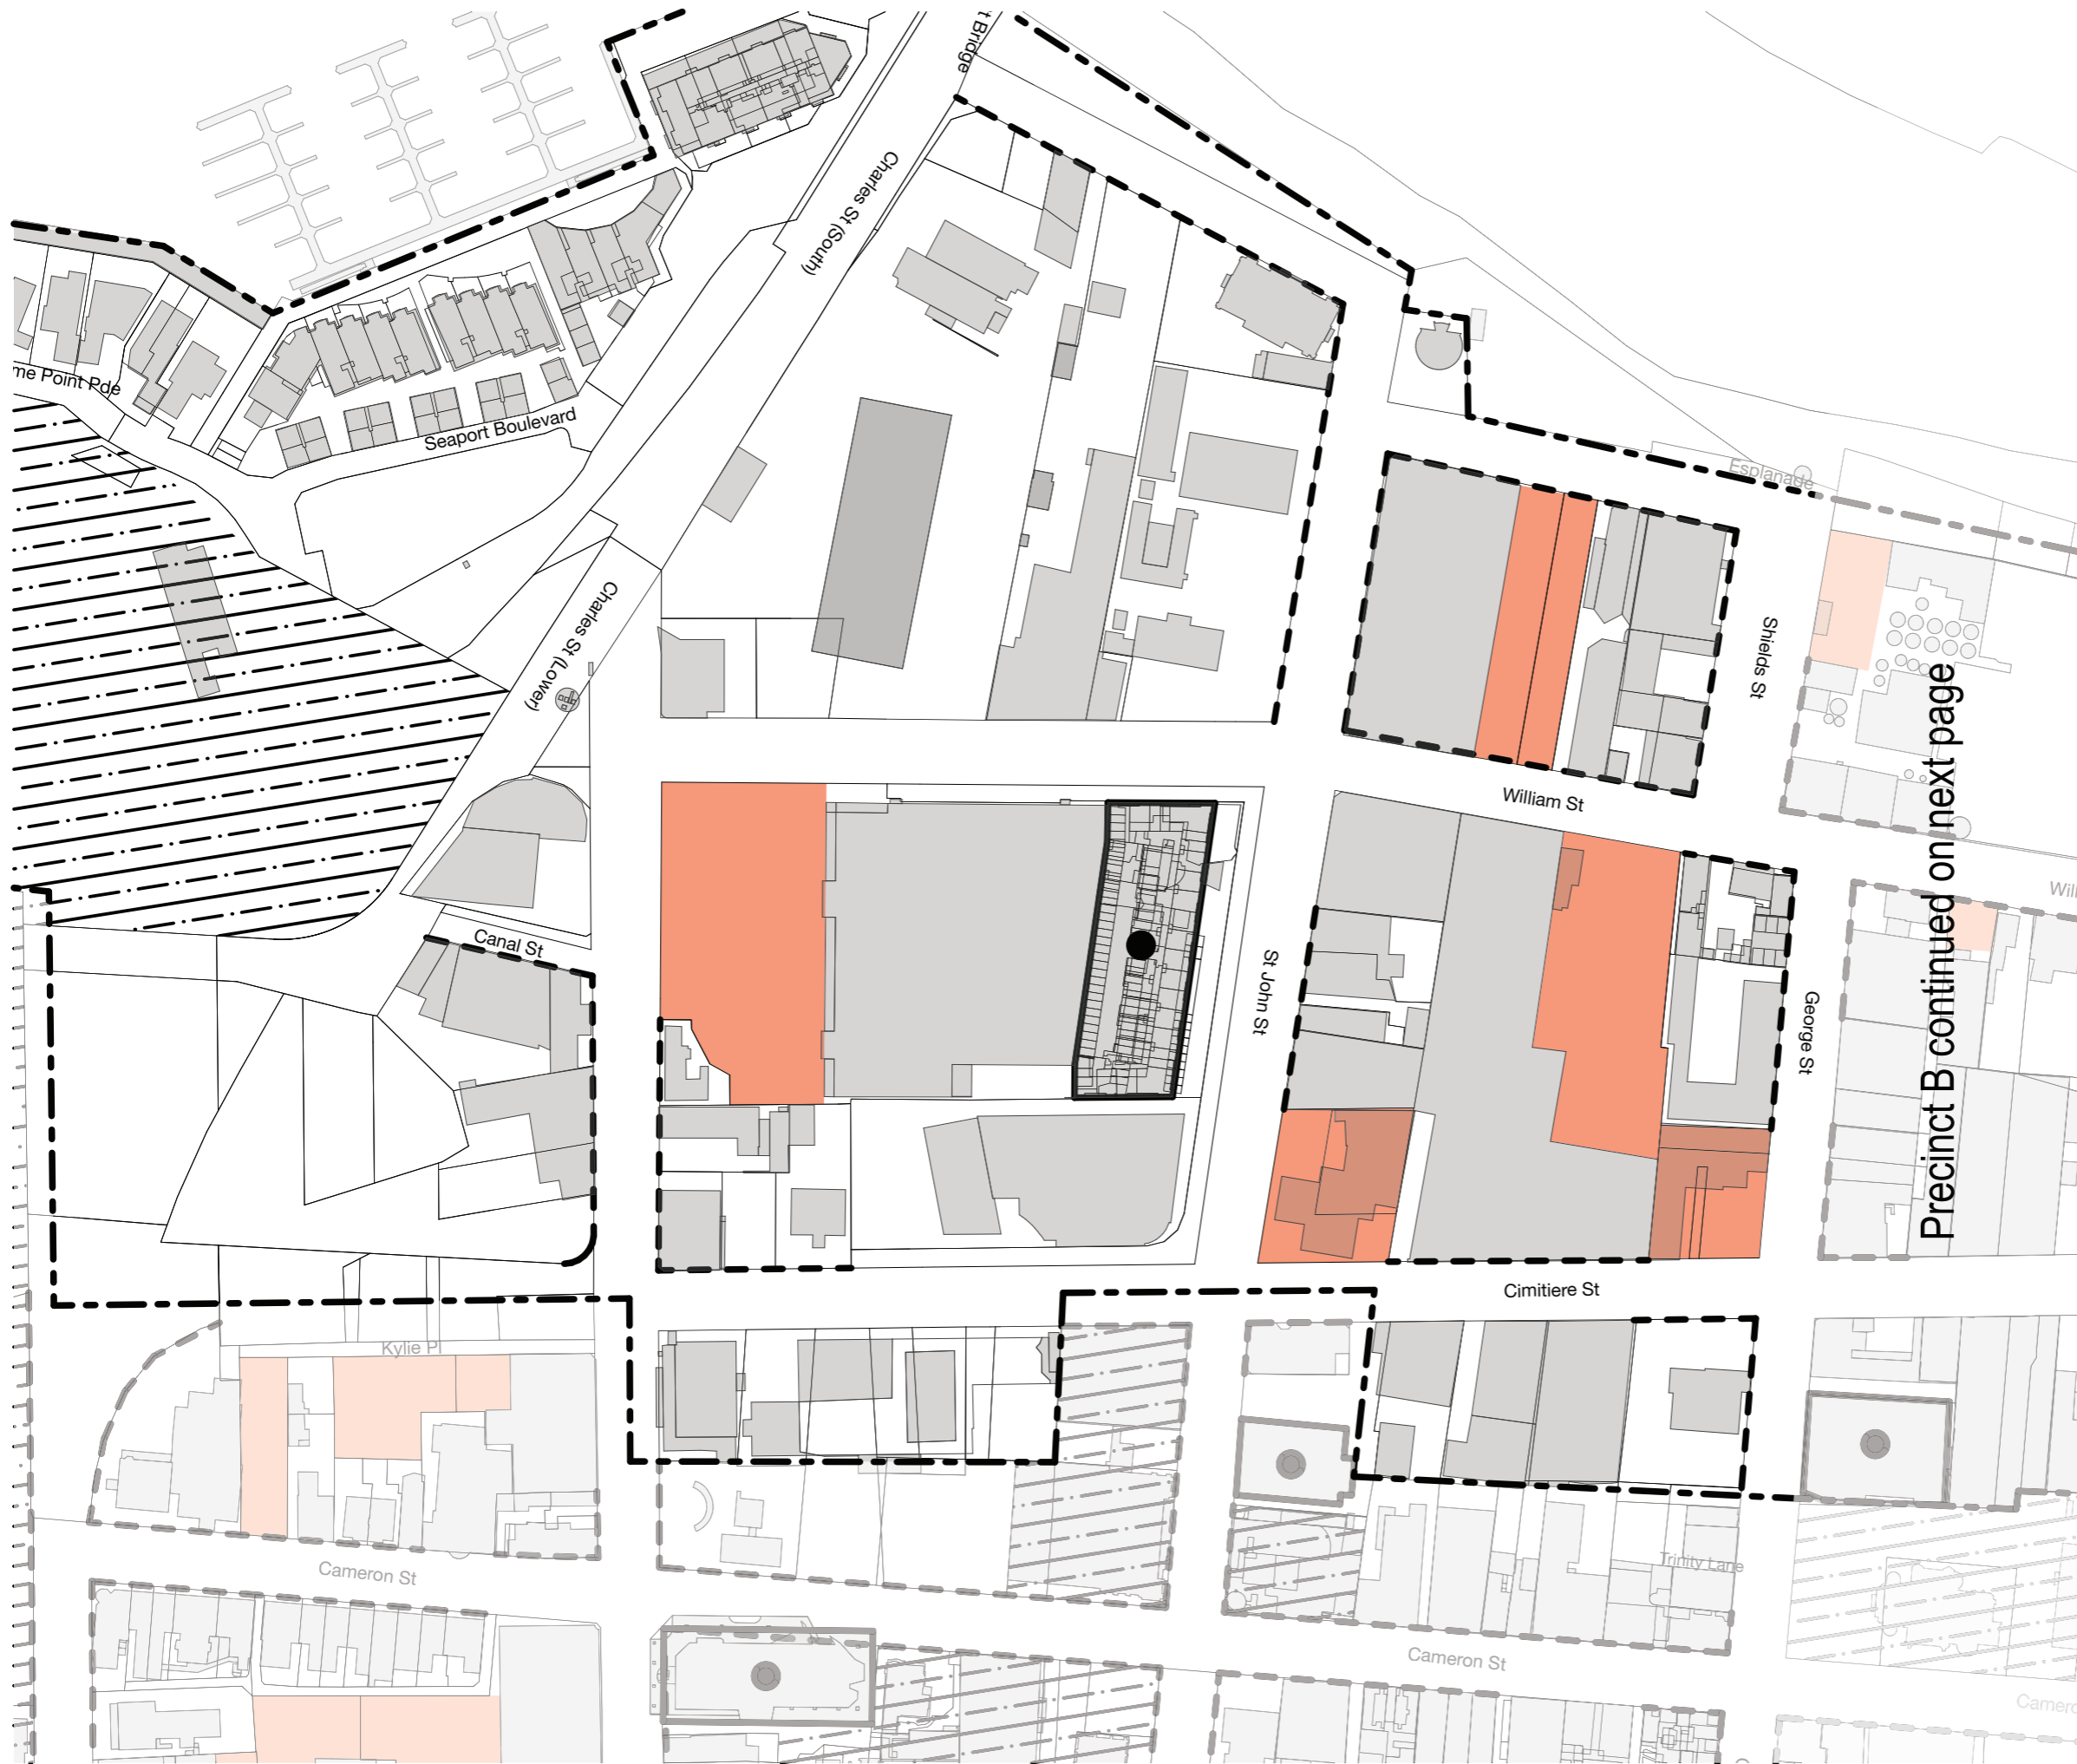 t Bridge
Charles St (South)
me Point Pde
Seaport Boulevard
Esplanade
Charles St (Lower)
Shields St
William St
Precinct B continued on next page
Will
Canal St
St John St
George St
Cimitiere St
Kylie Pl
Cameron St
Trinity Lane
Cameron St
Camero